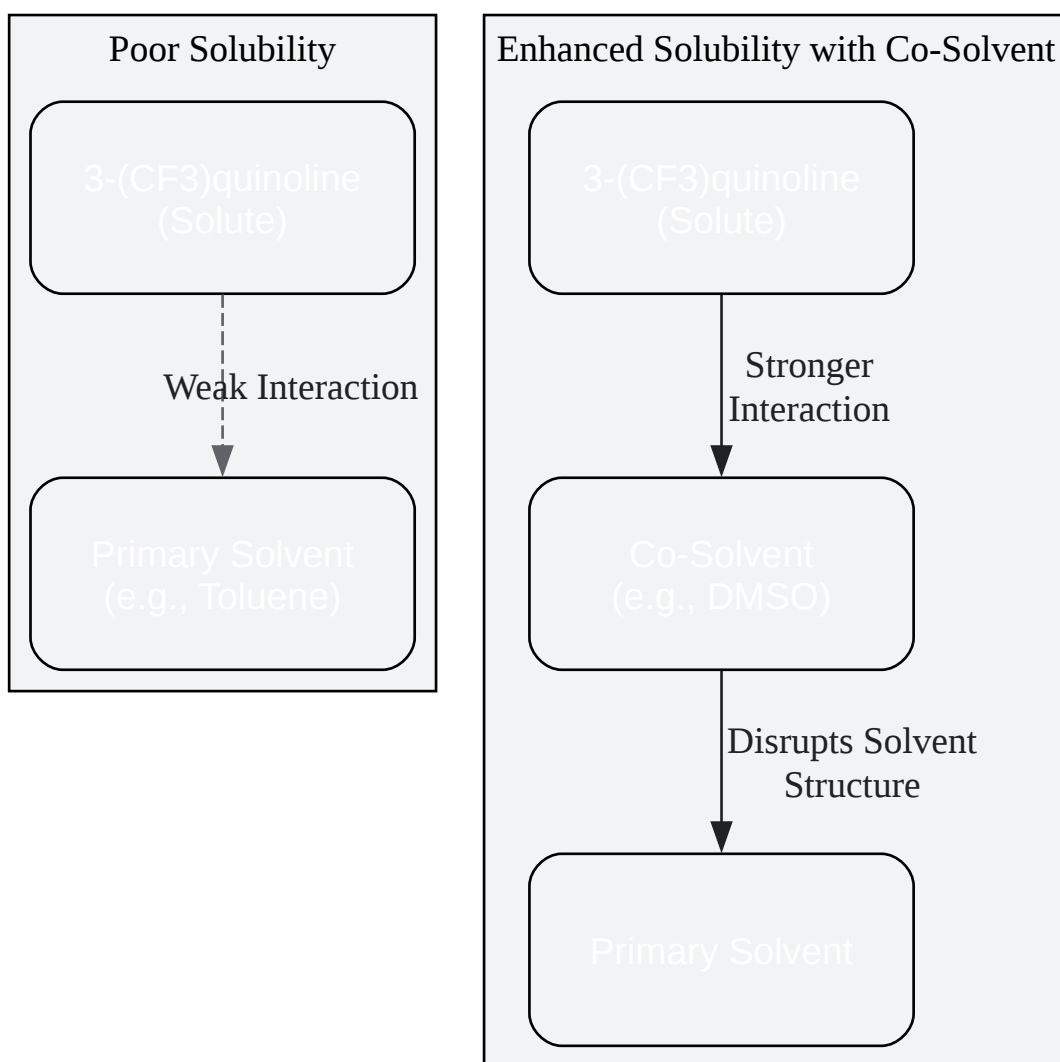 Poor Solubility
3-(CF3)quinoline
(Solute)
Weak Interaction
Primary Solvent
(e.g., Toluene)
Enhanced Solubility with Co-Solvent
3-(CF3)quinoline
(Solute)
Stronger
Interaction
Co-Solvent
(e.g., DMSO)
Disrupts Solvent
Structure
Primary Solvent